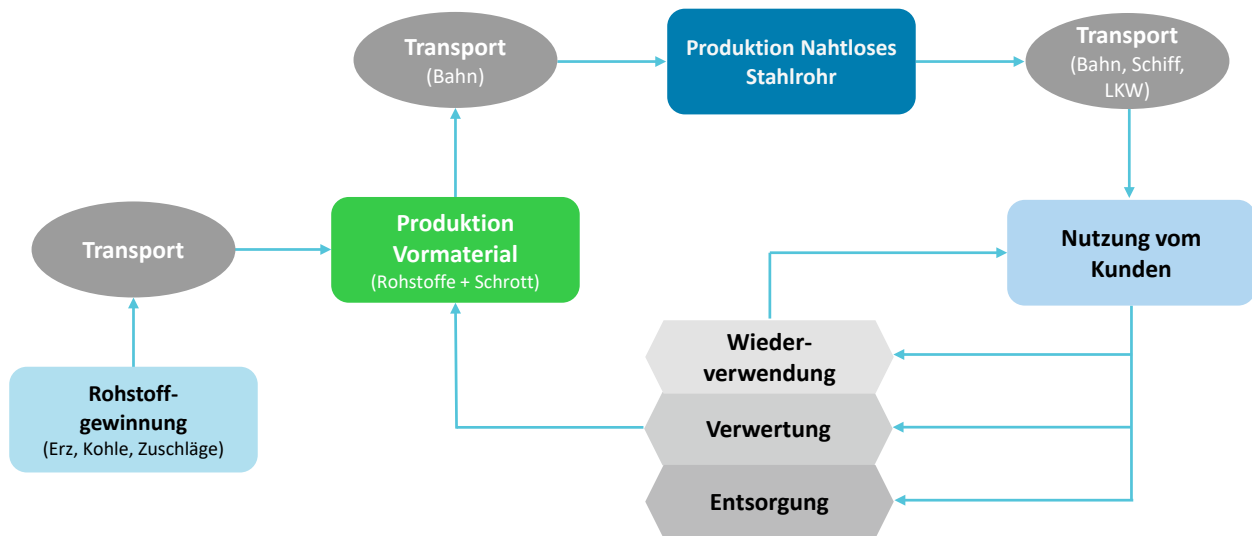 Transport
(Bahn)
Produktion Nahtloses
Stahlrohr
Transport
(Bahn, Schiff,
LKW)
Transport
Produktion
Vormaterial
(Rohstoffe + Schrott)
Nutzung vom
Kunden
Rohstoff-
gewinnung
(Erz, Kohle, Zuschläge)
Wieder-
verwendung
Verwertung
Entsorgung